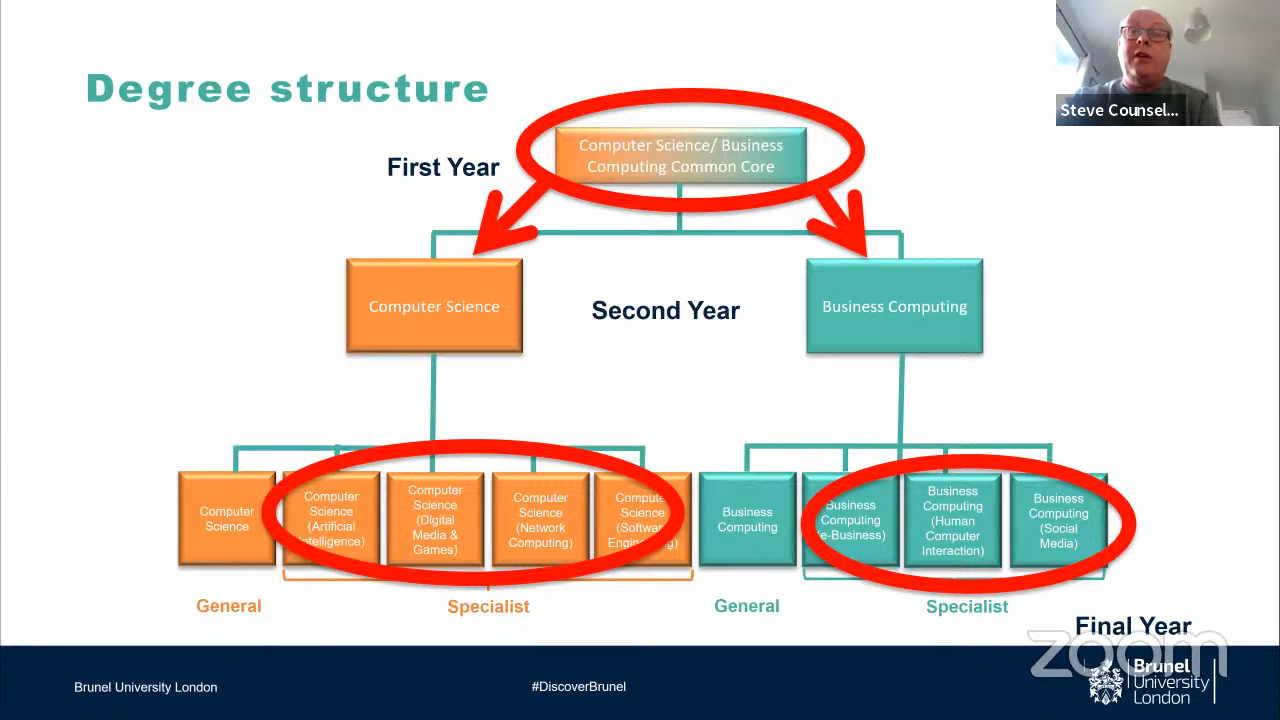 Degree structure
Steve Counsel...
Computer Science/ Business
Computing Common Core
First Year
Computer Science
Second Year
Business Computing
Computer
Science
Computer
Science
(Artificial
Intelligence)
Computer
Science
(Digital
Media &
Games)
Computer
Science
(Network
Computing)
Computer
Science
(Software
Engineering)
Business
Computing
Business
Computing
(e-Business)
Business
Computing
(Human
Computer
Interaction)
Business
Computing
(Social
Media)
General
Specialist
General
Specialist
Final Year
zoom
Brunel University London
#DiscoverBrunel
Brunel
University
London